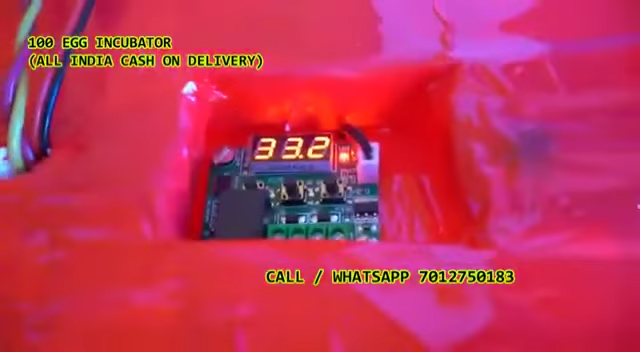 100 EGG INCUBATOR
(ALL INDIA CASH ON DELIVERY)
33.2
CALL / WHATSAPP 7012750183